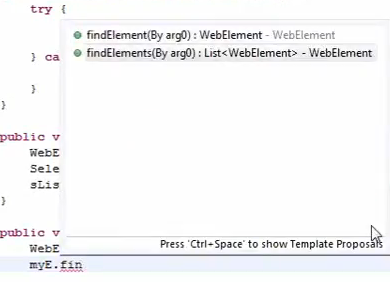 try {
findElement(By arg0) : WebElement - WebElement
findElements(By arg0) : List<WebElement> - WebElement
} ca
}
}
public v
WebE
Sele
sLis
}
public v
WebE
Press 'Ctrl+Space' to show Template Proposals
myE.fin